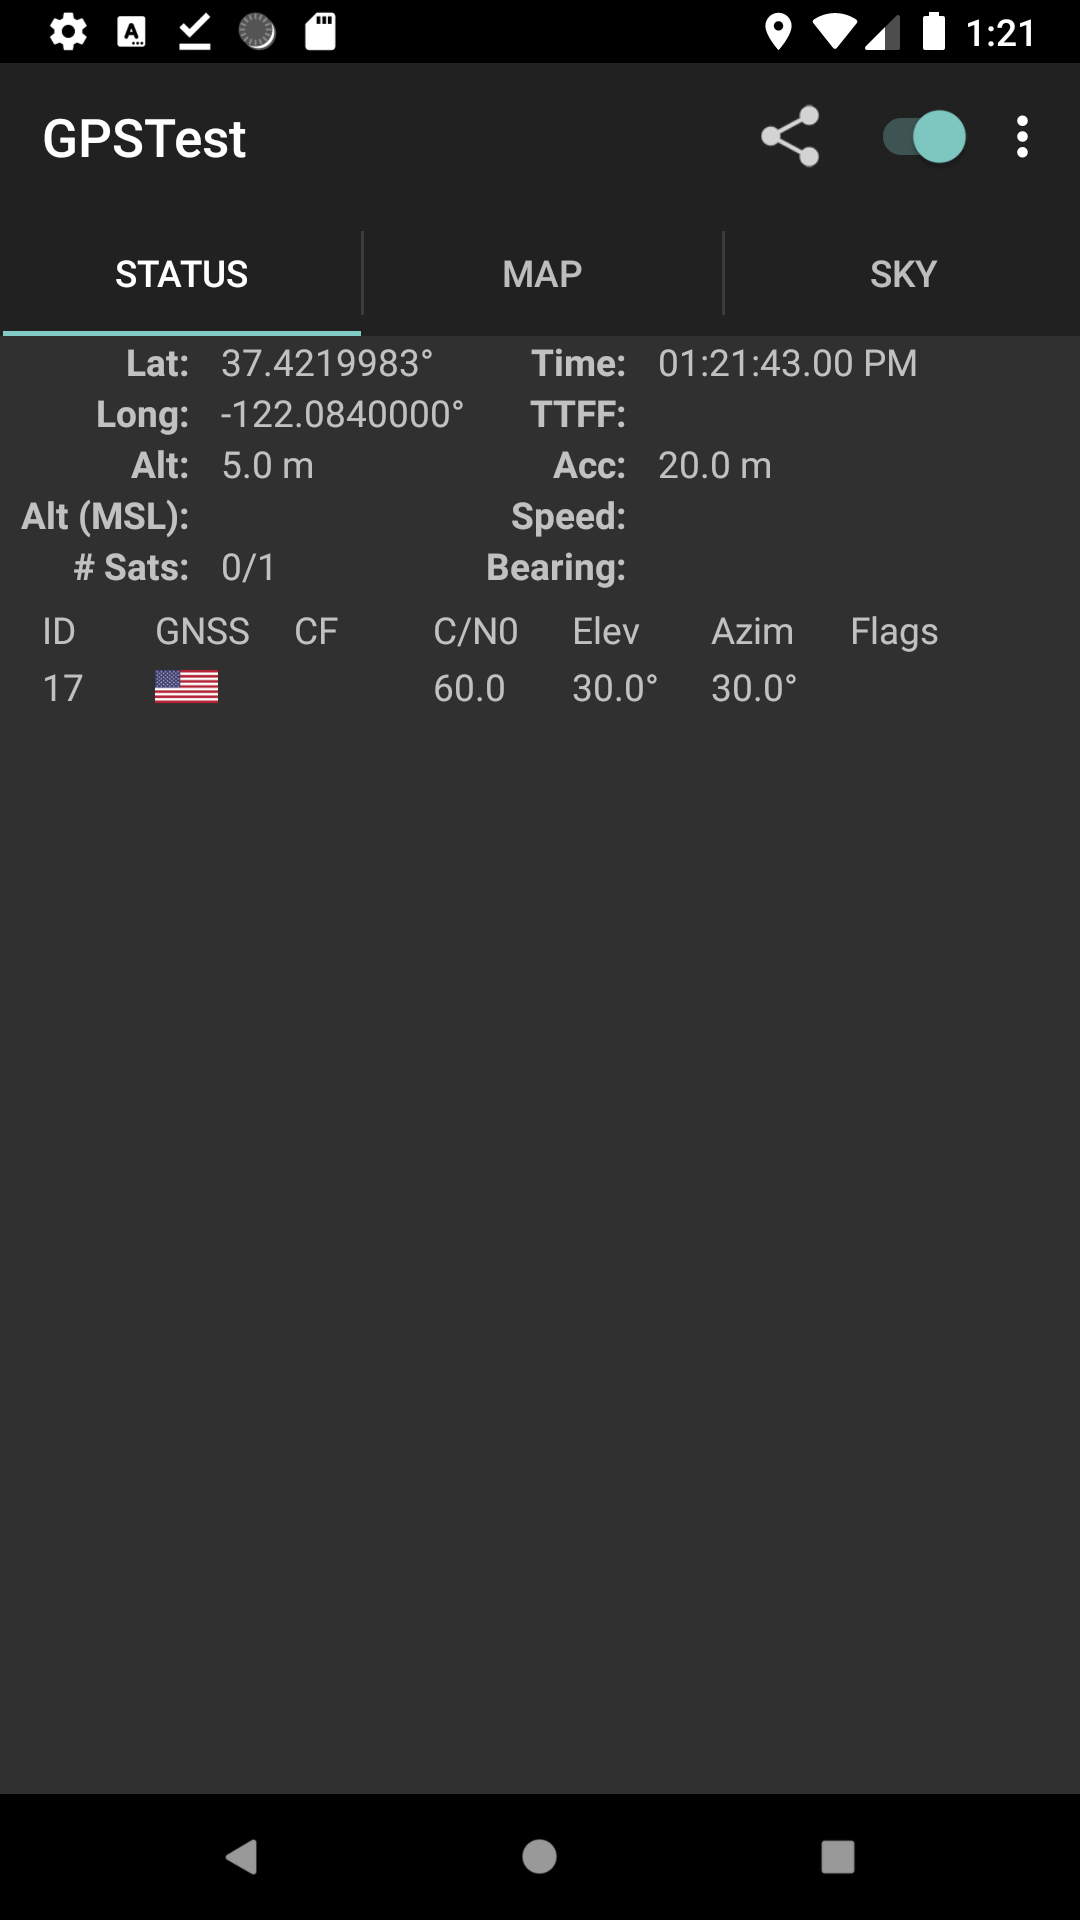 1:21
GPSTest
STATUS MAP SKY
Lat: 37.4219983° Time: 01:21:43.00 PM
Long: -122.0840000° TTFF:
Alt: 5.0 m Acc: 20.0 m
Alt (MSL): Speed:
# Sats: 0/1 Bearing:
ID GNSS CF C/N0 Elev Azim Flags
17 60.0 30.0° 30.0°